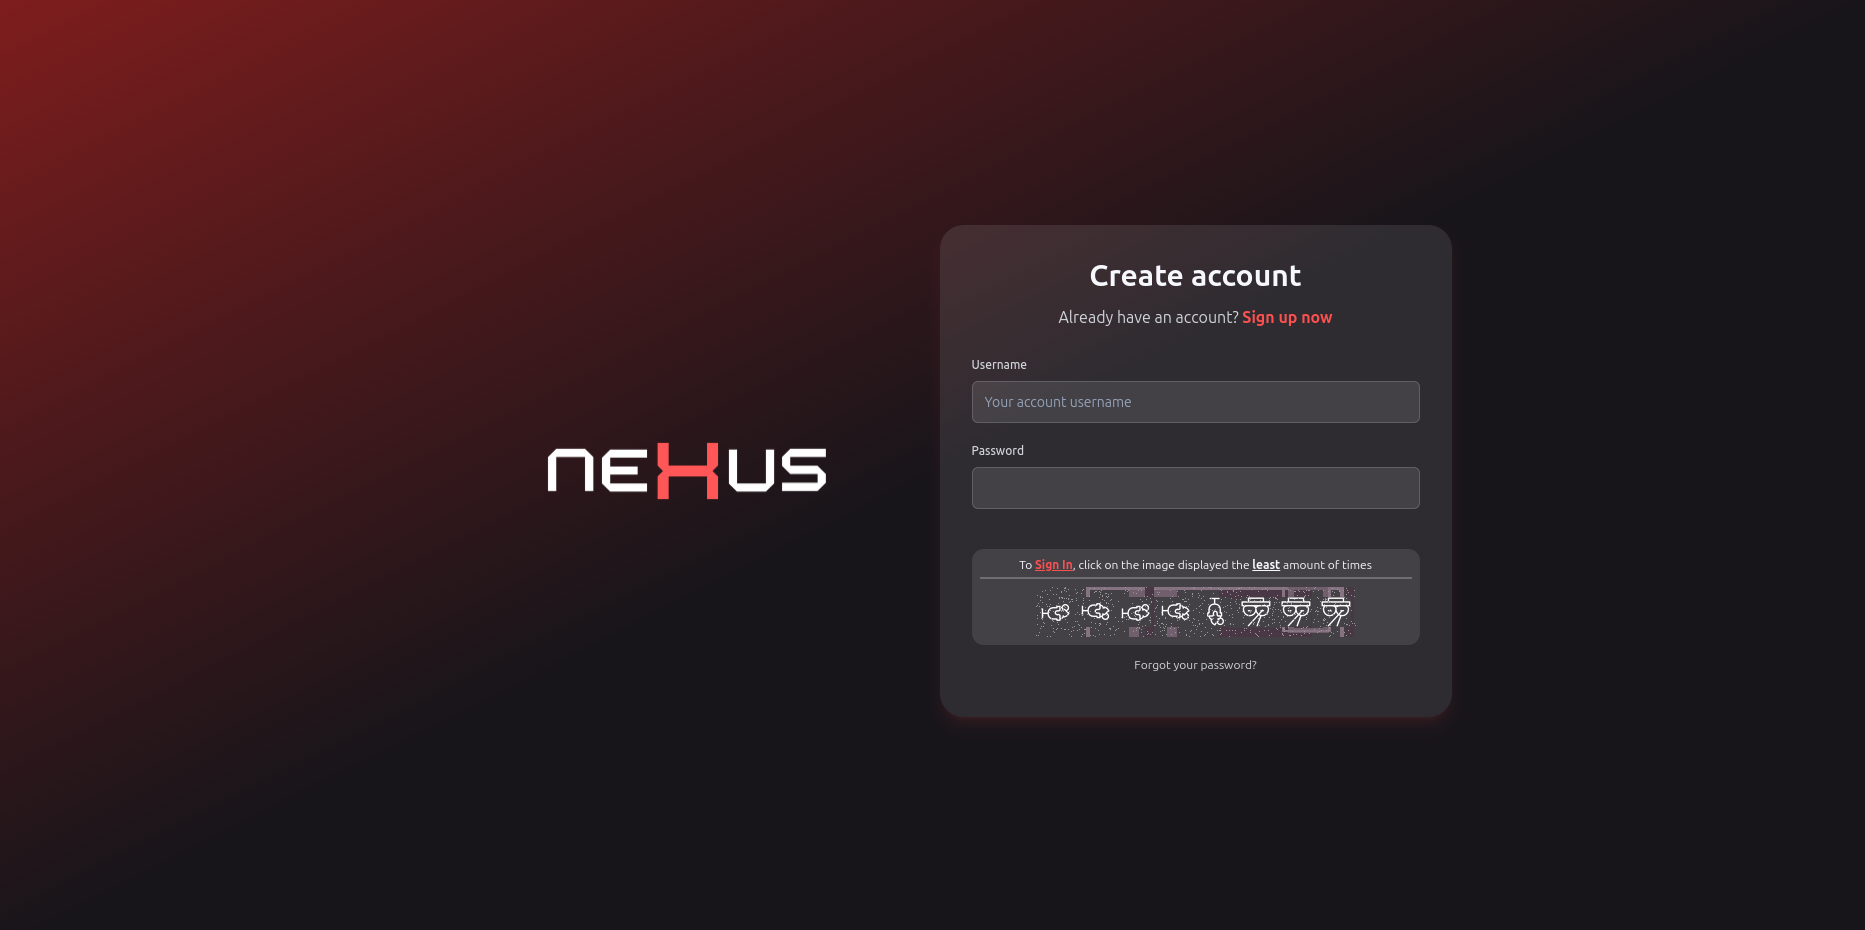 neXus
Create account
Already have an account? Sign up now
Username
Your account username
Password
To Sign In, click on the image displayed the least amount of times
Forgot your password?